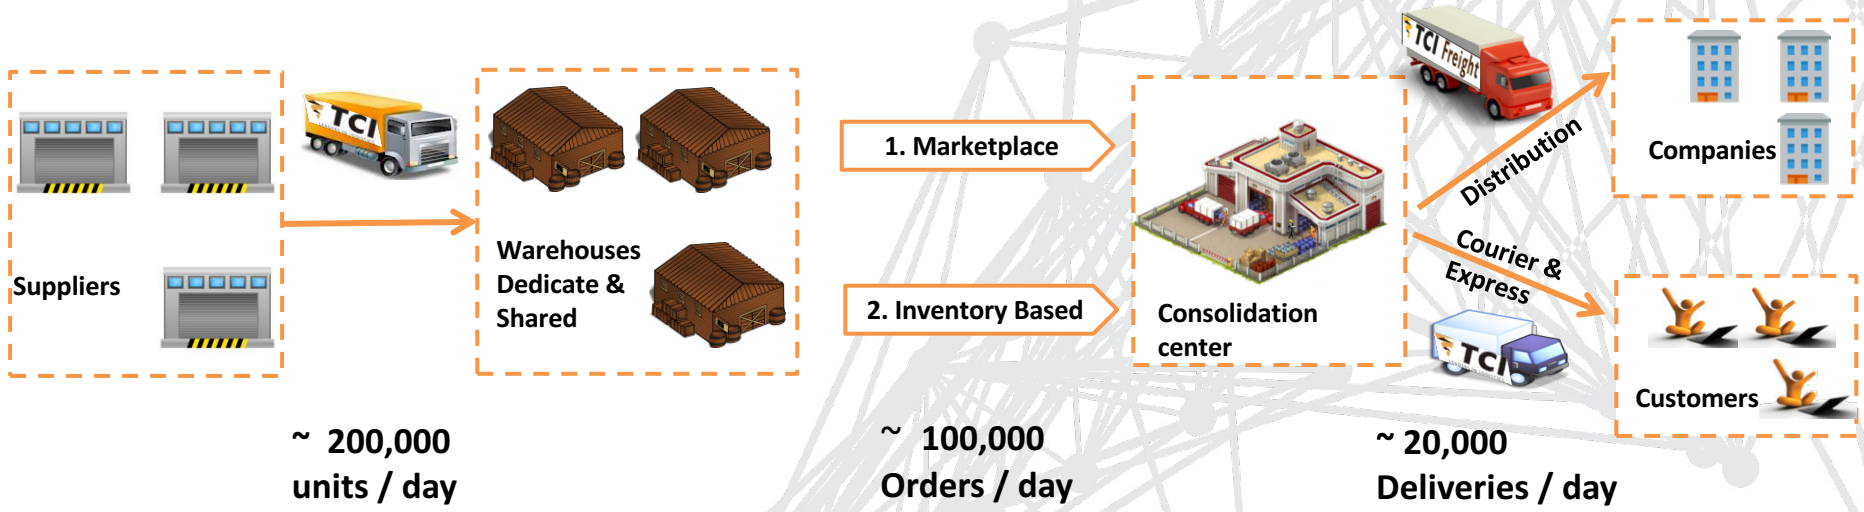 Suppliers
TCI
Warehouses
Dedicate &
Shared
1. Marketplace
2. Inventory Based
Consolidation
center
TCI Freight
Distribution
Courier &
Express
TCI
Companies
Customers
~ 200,000
units / day
~ 100,000
Orders / day
~ 20,000
Deliveries / day